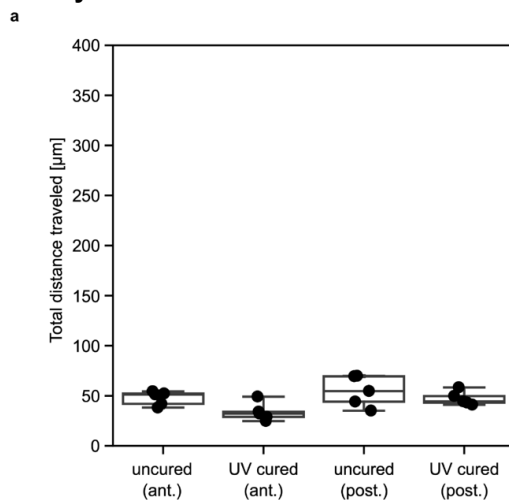 a
400
350
300
250
200
150
100
50
0
Total distance traveled [µm]
uncured
(ant.)
UV cured
(ant.)
uncured
(post.)
UV cured
(post.)